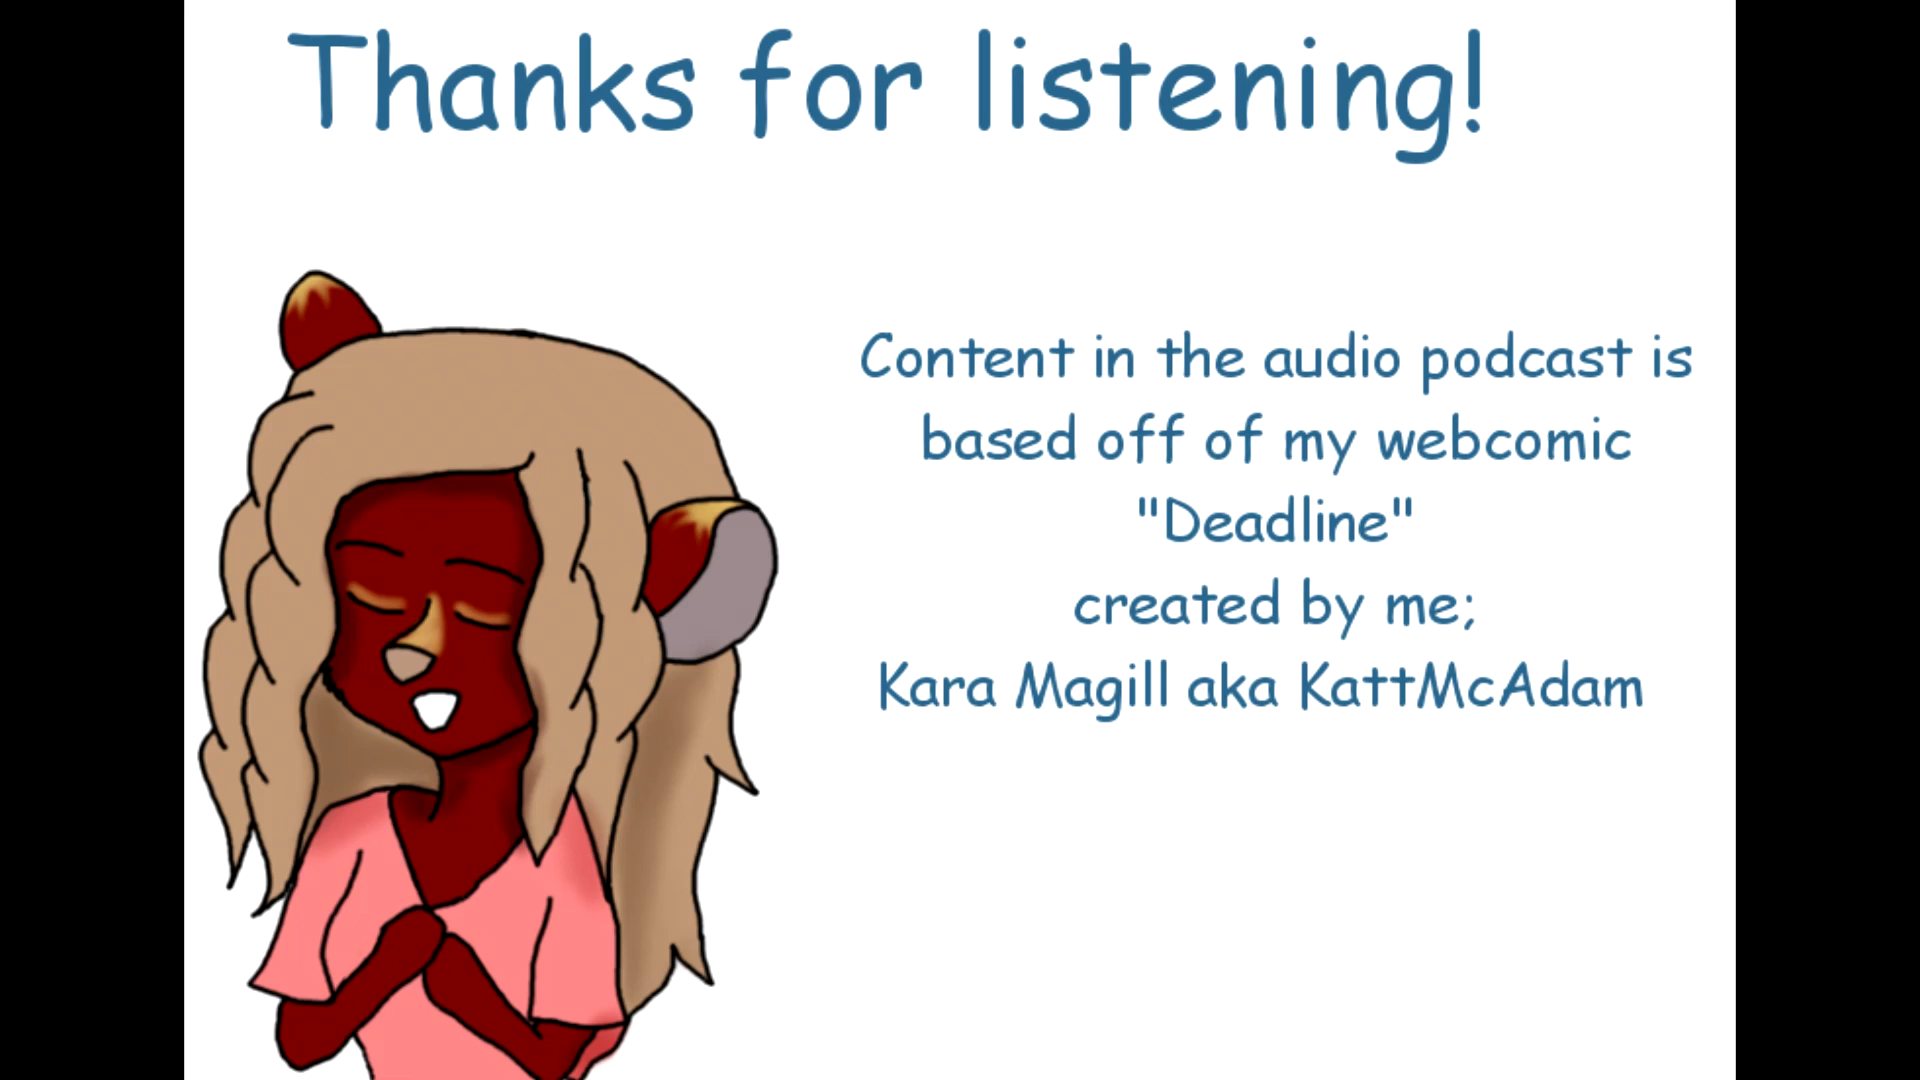 Thanks for listening!
Content in the audio podcast is
based off of my webcomic
"Deadline"
created by me;
Kara Magill aka KattMcAdam